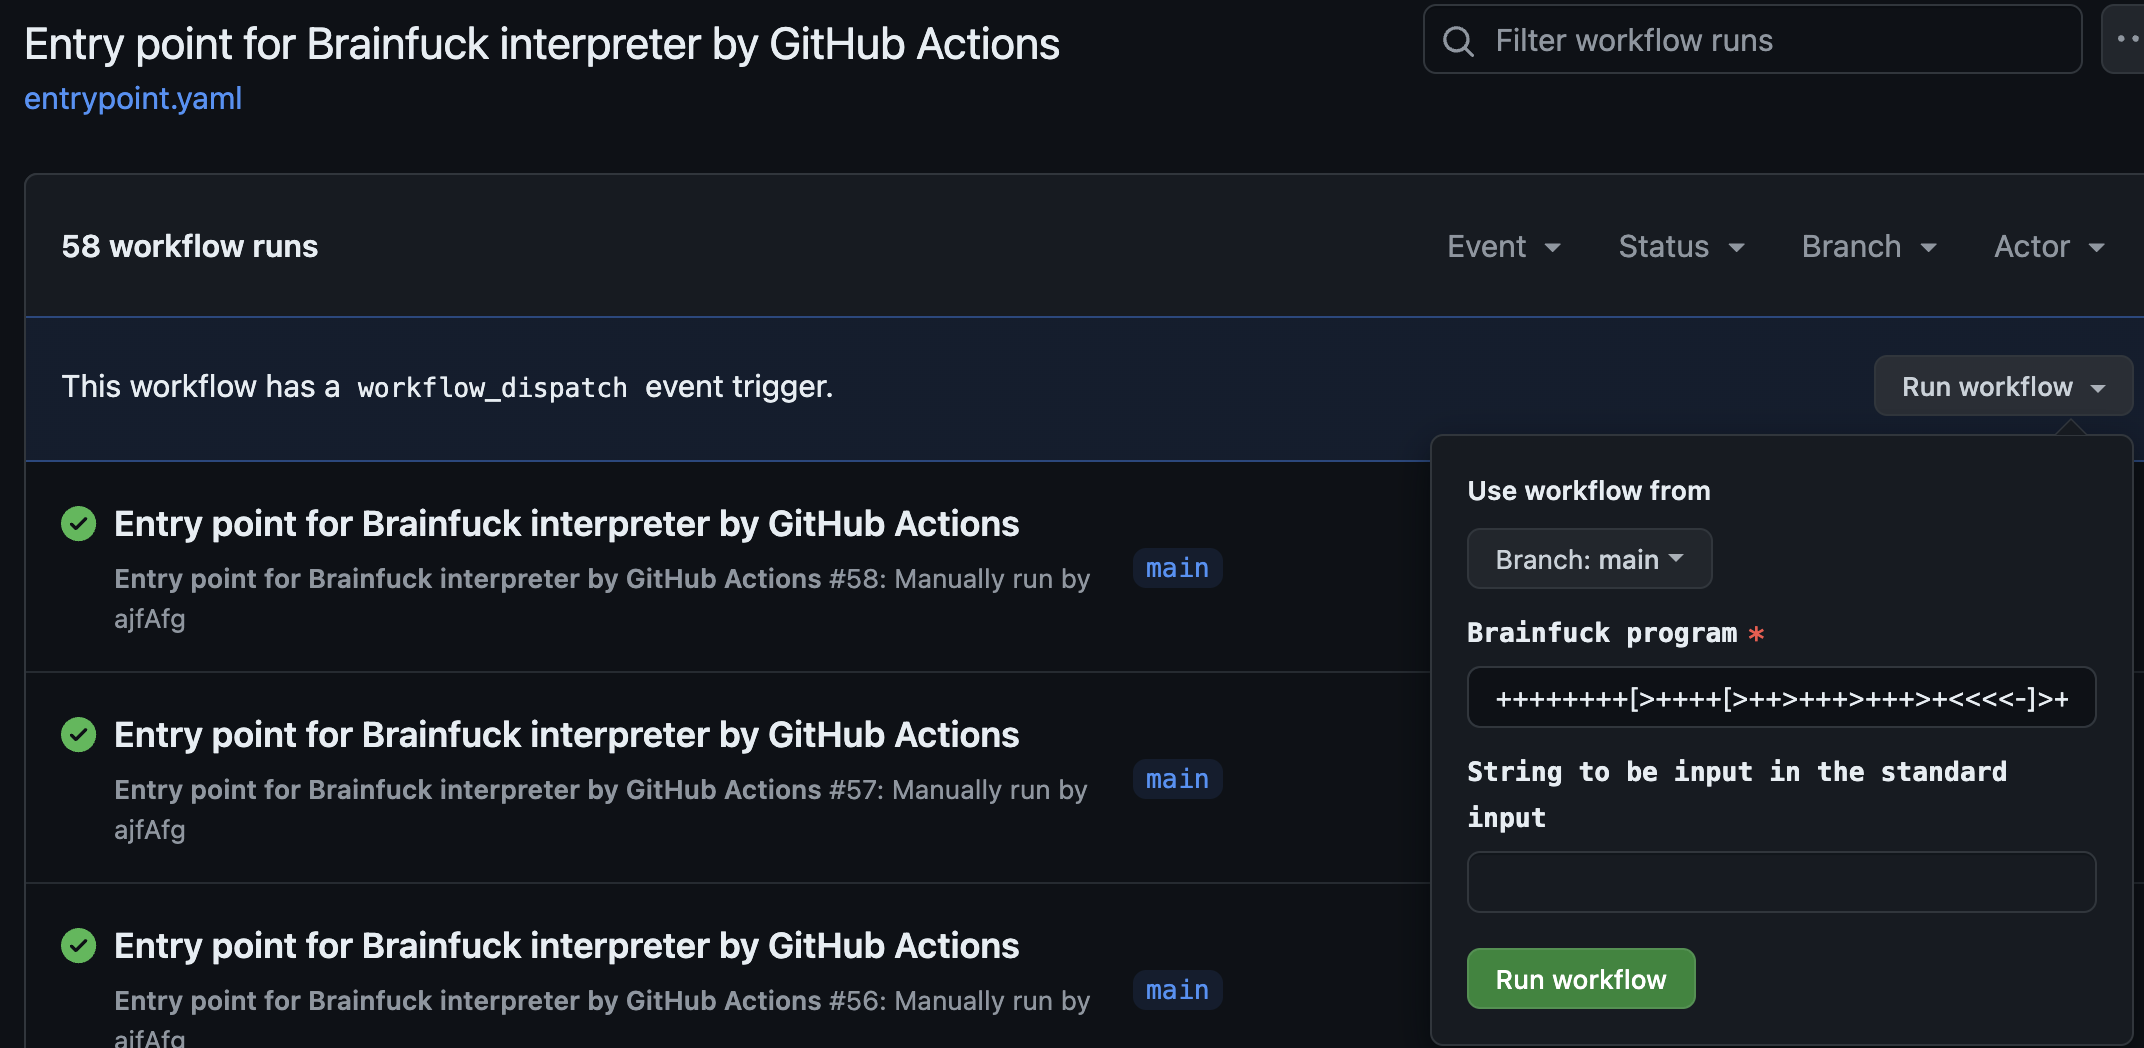 Entry point for Brainfuck interpreter by GitHub Actions
Filter workflow runs
entrypoint.yaml
58 workflow runs
Event
Status
Branch
Actor
This workflow has a workflow_dispatch event trigger.
Run workflow
Use workflow from
Branch: main
Brainfuck program *
++++++++[>++++[>++>+++>+++>+<<<<-]>+
String to be input in the standard
input
Run workflow
Entry point for Brainfuck interpreter by GitHub Actions
Entry point for Brainfuck interpreter by GitHub Actions #58: Manually run by
ajfAfg
main
Entry point for Brainfuck interpreter by GitHub Actions
Entry point for Brainfuck interpreter by GitHub Actions #57: Manually run by
ajfAfg
main
Entry point for Brainfuck interpreter by GitHub Actions
Entry point for Brainfuck interpreter by GitHub Actions #56: Manually run by
ajfAfg
main